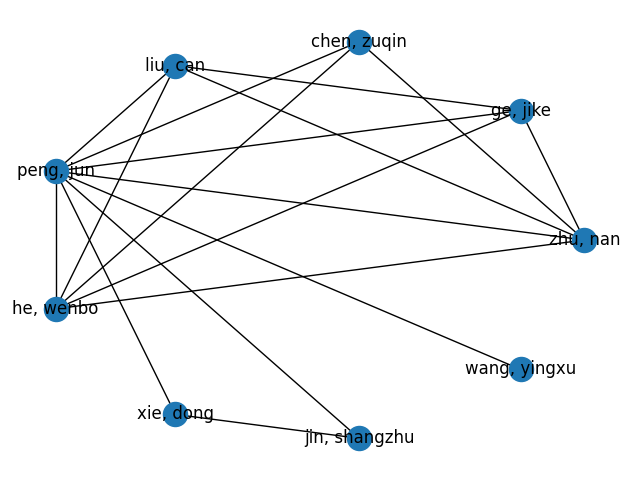 chen, zuqin
liu, can
ge, jike
peng, jun
zhu, nan
he, wenbo
wang, yingxu
xie, dong
jin, shangzhu